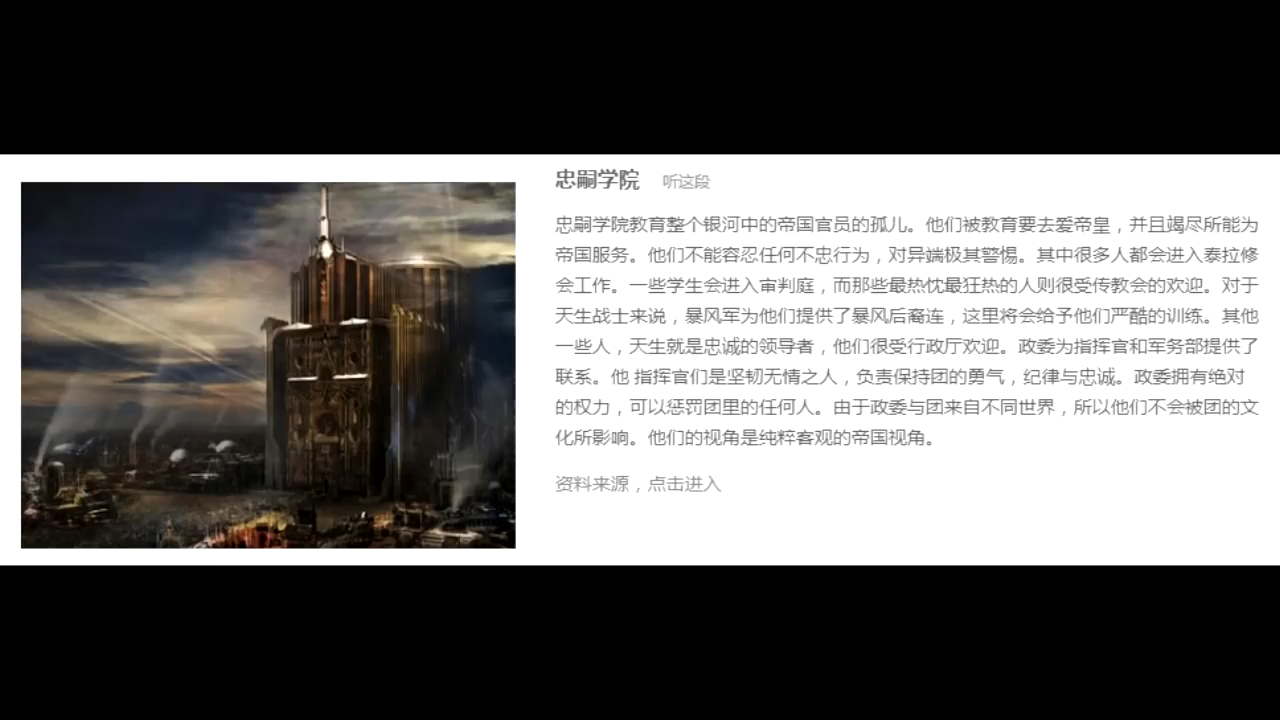 忠嗣学院 听这段
忠嗣学院教育整个银河中的帝国官员的孤儿。他们被教育要去爱帝皇，并且竭尽所能为
帝国服务。他们不能容忍任何不忠行为，对异端极其警惕。其中很多人都会进入泰拉修
会工作。一些学生会进入审判庭，而那些最热忱最狂热的人则很受传教会的欢迎。对于
天生战士来说，暴风军为他们提供了暴风后裔连，这里将会给予他们严酷的训练。其他
一些人，天生就是忠诚的领导者，他们很受行政厅欢迎。政委为指挥官和军务部提供了
联系。他 指挥官们是坚韧无情之人，负责保持团的勇气，纪律与忠诚。政委拥有绝对
的权力，可以惩罚团里的任何人。由于政委与团来自不同世界，所以他们不会被团的文
化所影响。他们的视角是纯粹客观的帝国视角。
资料来源，点击进入